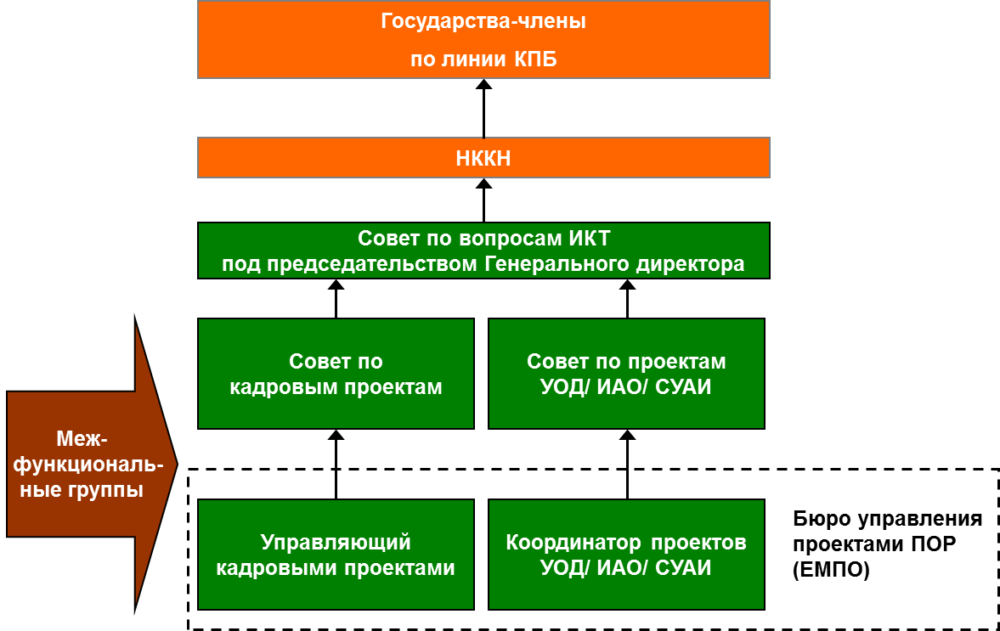 Государства-члены
по линии КПБ
НККН
Совет по вопросам ИКТ
под председательством Генерального директора
Совет по
кадровым проектам
Совет по проектам
УОД/ ИАО/ СУАИ
Меж-
функциональ-
ные группы
Управляющий
кадровыми проектами
Координатор проектов
УОД/ ИАО/ СУАИ
Бюро управления
проектами ПОР
(ЕМПО)